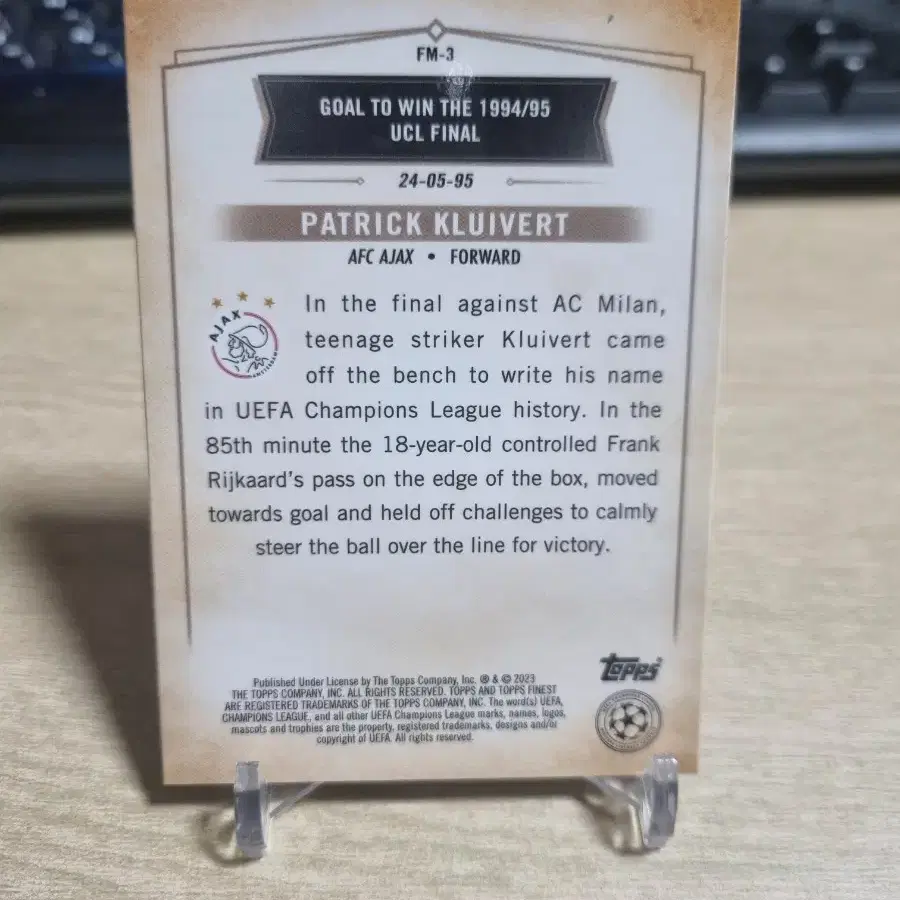 FM-3
GOAL TO WIN THE 1994/95
UCL FINAL
24-05-95
PATRICK KLUIVERT
AFC AJAX • FORWARD
AJAX
AMSTERDAM
In the final against AC Milan,
teenage striker Kluivert came
off the bench to write his name
in UEFA Champions League history. In the
85th minute the 18-year-old controlled Frank
Rijkaard's pass on the edge of the box, moved
towards goal and held off challenges to calmly
steer the ball over the line for victory.
Topps
Published Under License by The Topps Company, Inc. ® & © 2023
THE TOPPS COMPANY, INC. ALL RIGHTS RESERVED. TOPPS AND TOPPS FINEST
ARE REGISTERED TRADEMARKS OF THE TOPPS COMPANY, INC. The word(s) UEFA,
CHAMPIONS LEAGUE, and all other UEFA Champions League marks, names, logos,
mascots and trophies are the property, registered trademarks, designs and/or
copyright of UEFA. All rights reserved.